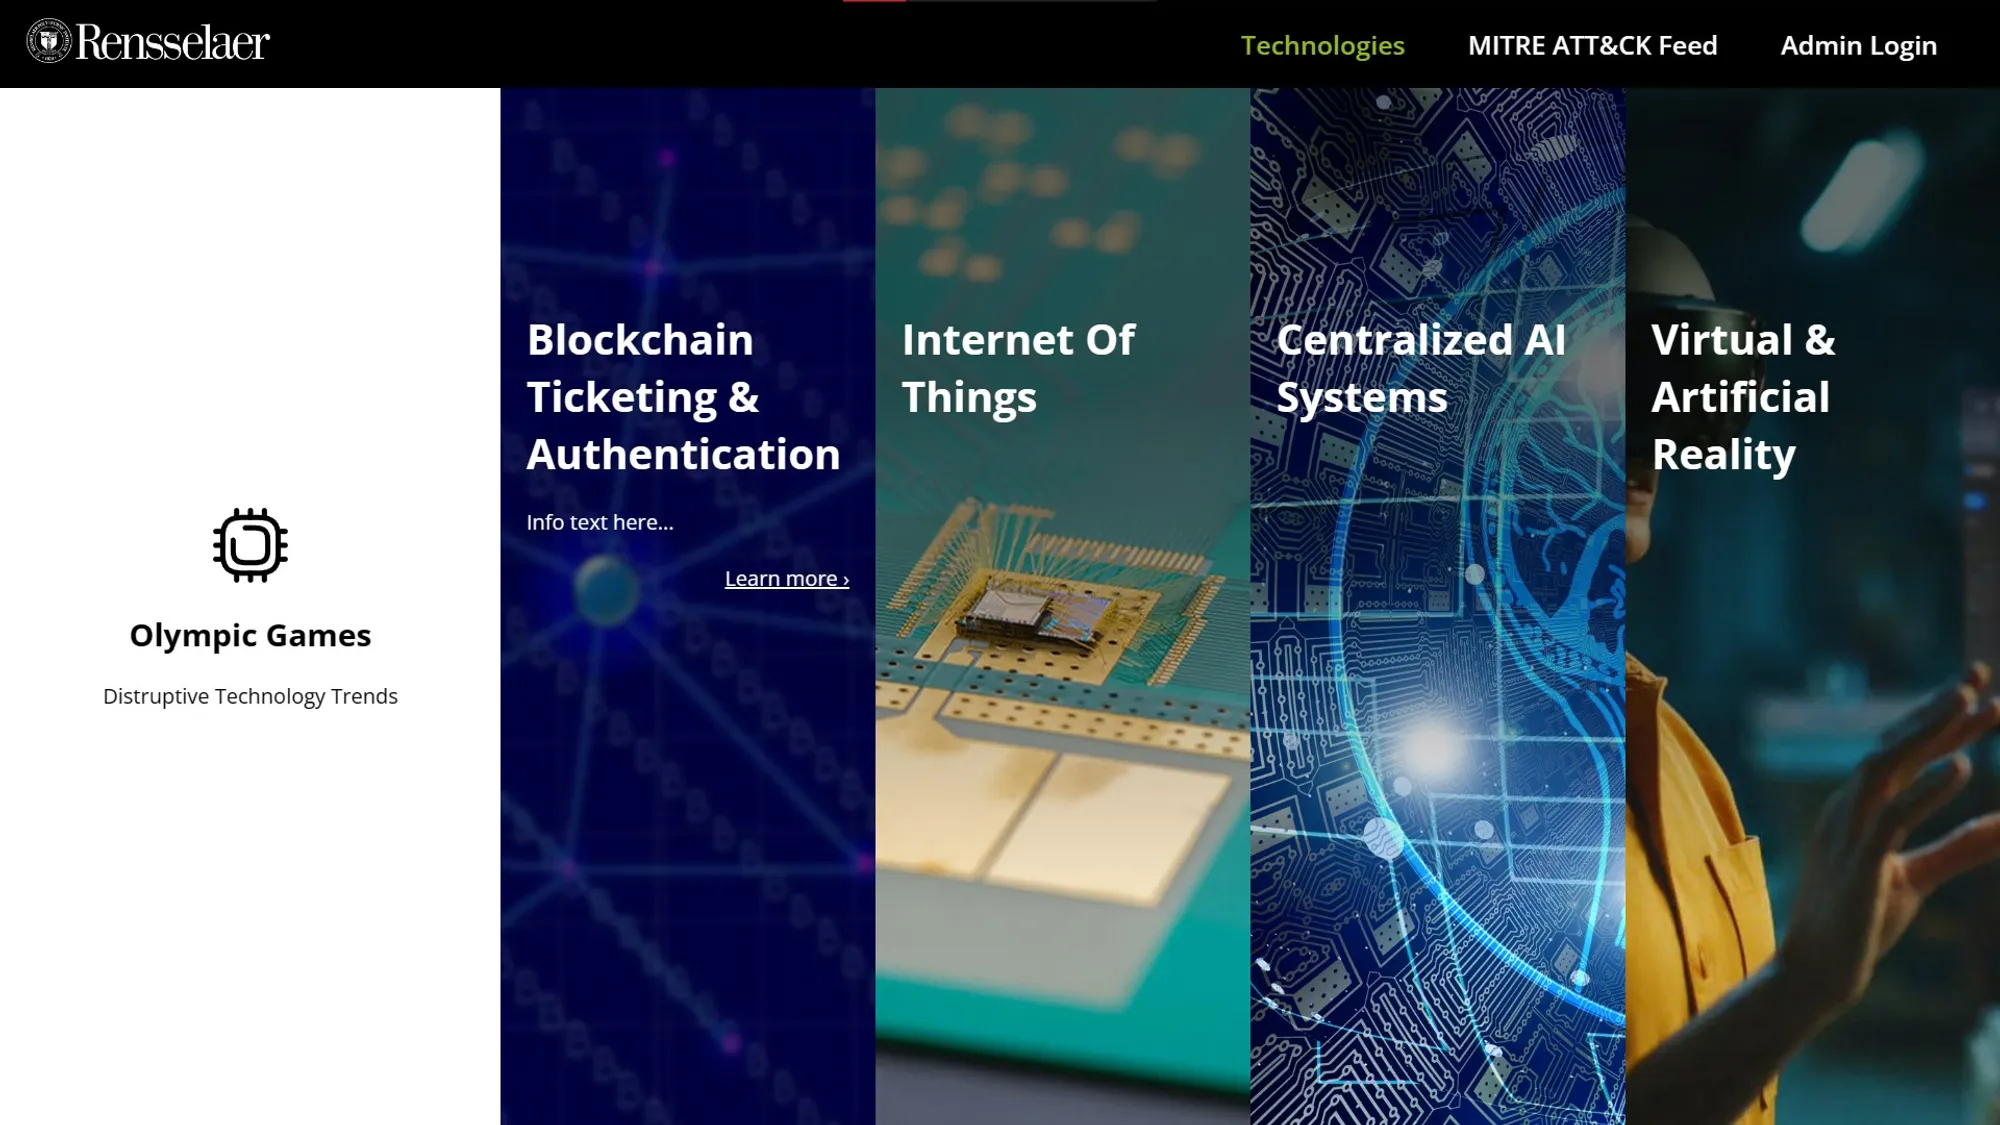 Rensselaer
Technologies
MITRE ATT&CK Feed
Admin Login
Olympic Games
Distruptive Technology Trends
Blockchain
Ticketing &
Authentication
Info text here...
Learn more ›
Internet Of
Things
Centralized AI
Systems
Virtual &
Artificial
Reality